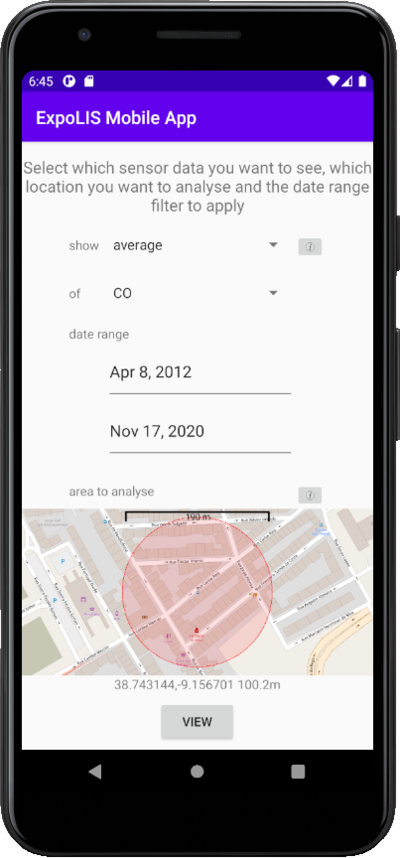 6:45
ExpoLIS Mobile App
Select which sensor data you want to see, which
location you want to analyse and the date range
filter to apply
show average
of CO
date range
Apr 8, 2012
Nov 17, 2020
area to analyse
190 m
38.743144,-9.156701 100.2m
VIEW